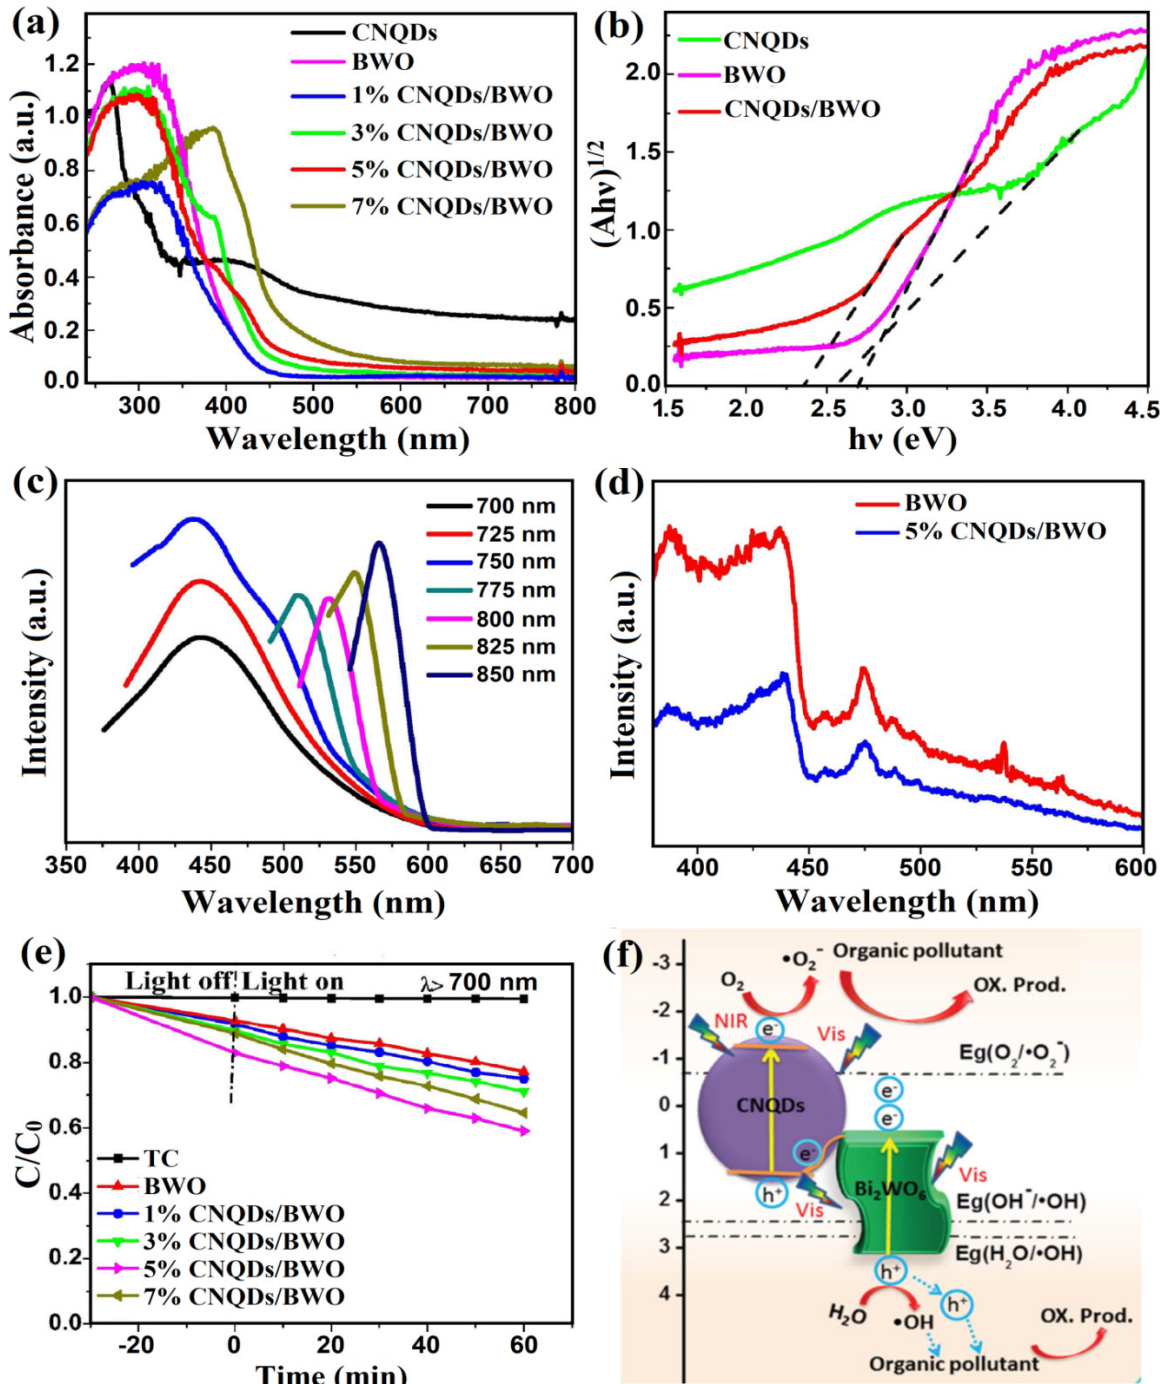 (a)
CNQDs
BWO
1% CNQDs/BWO
3% CNQDs/BWO
5% CNQDs/BWO
7% CNQDs/BWO
Absorbance (a.u.)
1.2
1.0
0.8
0.6
0.4
0.2
0.0
300 400 500 600 700 800
Wavelength (nm)
(b)
CNQDs
BWO
CNQDs/BWO
(Ahν)1/2
2.0
1.5
1.0
0.5
0.0
1.5 2.0 2.5 3.0 3.5 4.0 4.5
hν (eV)
(c)
700 nm
725 nm
750 nm
775 nm
800 nm
825 nm
850 nm
Intensity (a.u.)
350 400 450 500 550 600 650 700
Wavelength (nm)
(d)
BWO
5% CNQDs/BWO
Intensity (a.u.)
400 450 500 550 600
Wavelength (nm)
(e)
Light off Light on λ> 700 nm
C/C0
1.0
0.8
0.6
0.4
0.2
0.0
TC
BWO
1% CNQDs/BWO
3% CNQDs/BWO
5% CNQDs/BWO
7% CNQDs/BWO
-20 0 20 40 60
Time (min)
(f)
-3
-2
-1
0
1
2
3
4
Organic pollutant
•O2-
O2
OX. Prod.
NIR
e-
Vis
Eg(O2/•O2-)
CNQDs
e-
e-
e-
h+
Vis
Bi2WO6
Vis
Eg(OH-/•OH)
Eg(H2O/•OH)
h+
h+
H2O
•OH
OX. Prod.
Organic pollutant